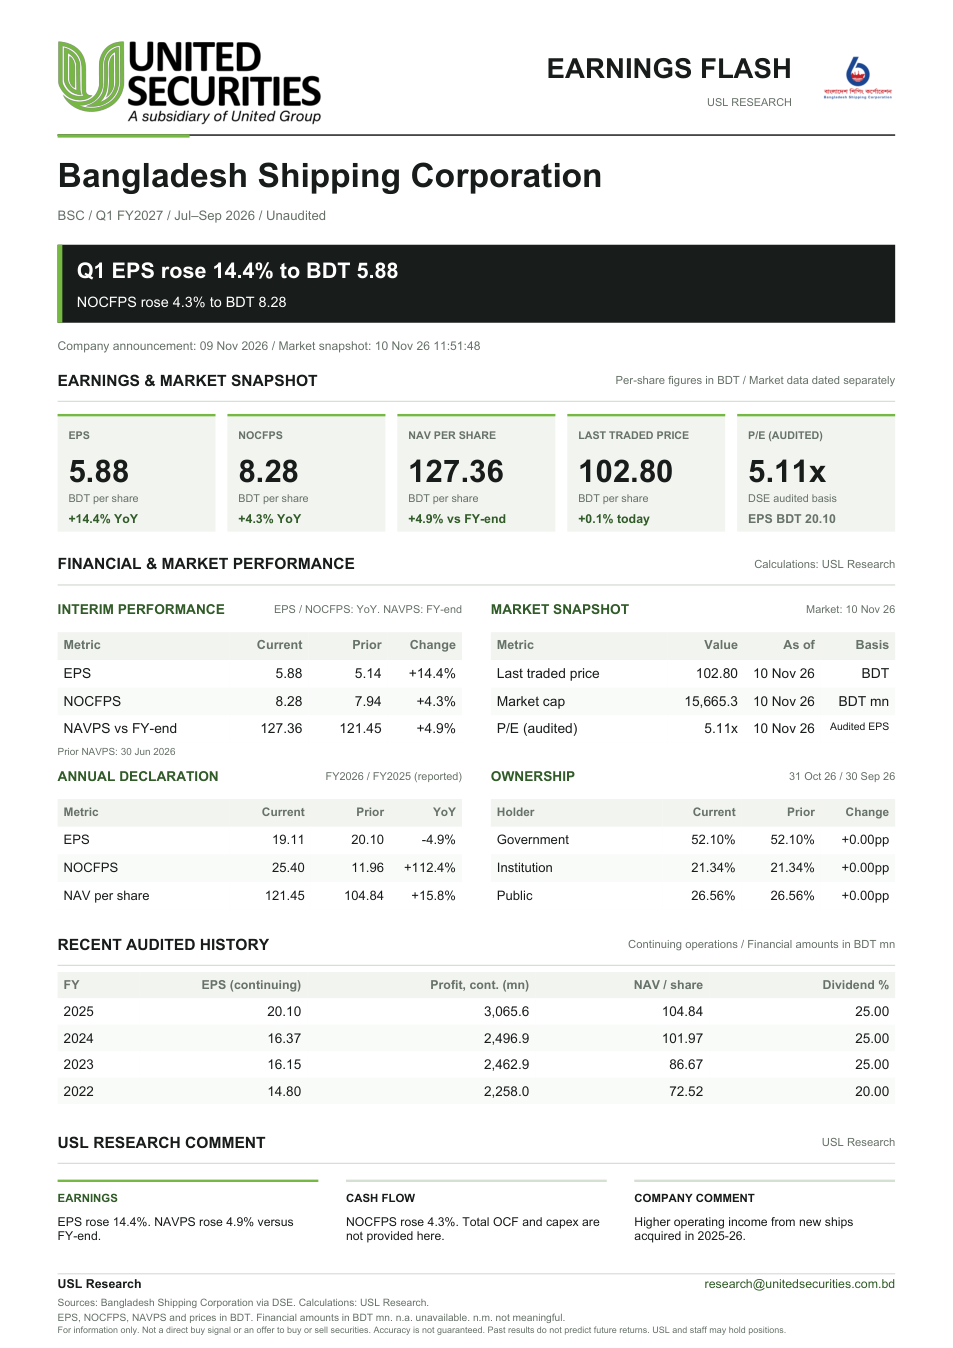 UNITED
SECURITIES
A subsidiary of United Group
EARNINGS FLASH
USL RESEARCH
বাংলাদেশ শিপিং কর্পোরেশন
Bangladesh Shipping Corporation
Bangladesh Shipping Corporation
BSC / Q1 FY2027 / Jul–Sep 2026 / Unaudited
Q1 EPS rose 14.4% to BDT 5.88
NOCFPS rose 4.3% to BDT 8.28
Company announcement: 09 Nov 2026 / Market snapshot: 10 Nov 26 11:51:48
EARNINGS & MARKET SNAPSHOT Per-share figures in BDT / Market data dated separately
EPS NOCFPS NAV PER SHARE LAST TRADED PRICE P/E (AUDITED)
5.88 8.28 127.36 102.80 5.11x
BDT per share BDT per share BDT per share BDT per share DSE audited basis
+14.4% YoY +4.3% YoY +4.9% vs FY-end +0.1% today EPS BDT 20.10
FINANCIAL & MARKET PERFORMANCE Calculations: USL Research
INTERIM PERFORMANCE EPS / NOCFPS: YoY. NAVPS: FY-end
Metric Current Prior Change
EPS 5.88 5.14 +14.4%
NOCFPS 8.28 7.94 +4.3%
NAVPS vs FY-end 127.36 121.45 +4.9%
Prior NAVPS: 30 Jun 2026
MARKET SNAPSHOT Market: 10 Nov 26
Metric Value As of Basis
Last traded price 102.80 10 Nov 26 BDT
Market cap 15,665.3 10 Nov 26 BDT mn
P/E (audited) 5.11x 10 Nov 26 Audited EPS
ANNUAL DECLARATION FY2026 / FY2025 (reported)
Metric Current Prior YoY
EPS 19.11 20.10 -4.9%
NOCFPS 25.40 11.96 +112.4%
NAV per share 121.45 104.84 +15.8%
OWNERSHIP 31 Oct 26 / 30 Sep 26
Holder Current Prior Change
Government 52.10% 52.10% +0.00pp
Institution 21.34% 21.34% +0.00pp
Public 26.56% 26.56% +0.00pp
RECENT AUDITED HISTORY Continuing operations / Financial amounts in BDT mn
FY EPS (continuing) Profit, cont. (mn) NAV / share Dividend %
2025 20.10 3,065.6 104.84 25.00
2024 16.37 2,496.9 101.97 25.00
2023 16.15 2,462.9 86.67 25.00
2022 14.80 2,258.0 72.52 20.00
USL RESEARCH COMMENT USL Research
EARNINGS
EPS rose 14.4%. NAVPS rose 4.9% versus
FY-end.
CASH FLOW
NOCFPS rose 4.3%. Total OCF and capex are
not provided here.
COMPANY COMMENT
Higher operating income from new ships
acquired in 2025-26.
USL Research research@unitedsecurities.com.bd
Sources: Bangladesh Shipping Corporation via DSE. Calculations: USL Research.
EPS, NOCFPS, NAVPS and prices in BDT. Financial amounts in BDT mn. n.a. unavailable. n.m. not meaningful.
For information only. Not a direct buy signal or an offer to buy or sell securities. Accuracy is not guaranteed. Past results do not predict future returns. USL and staff may hold positions.